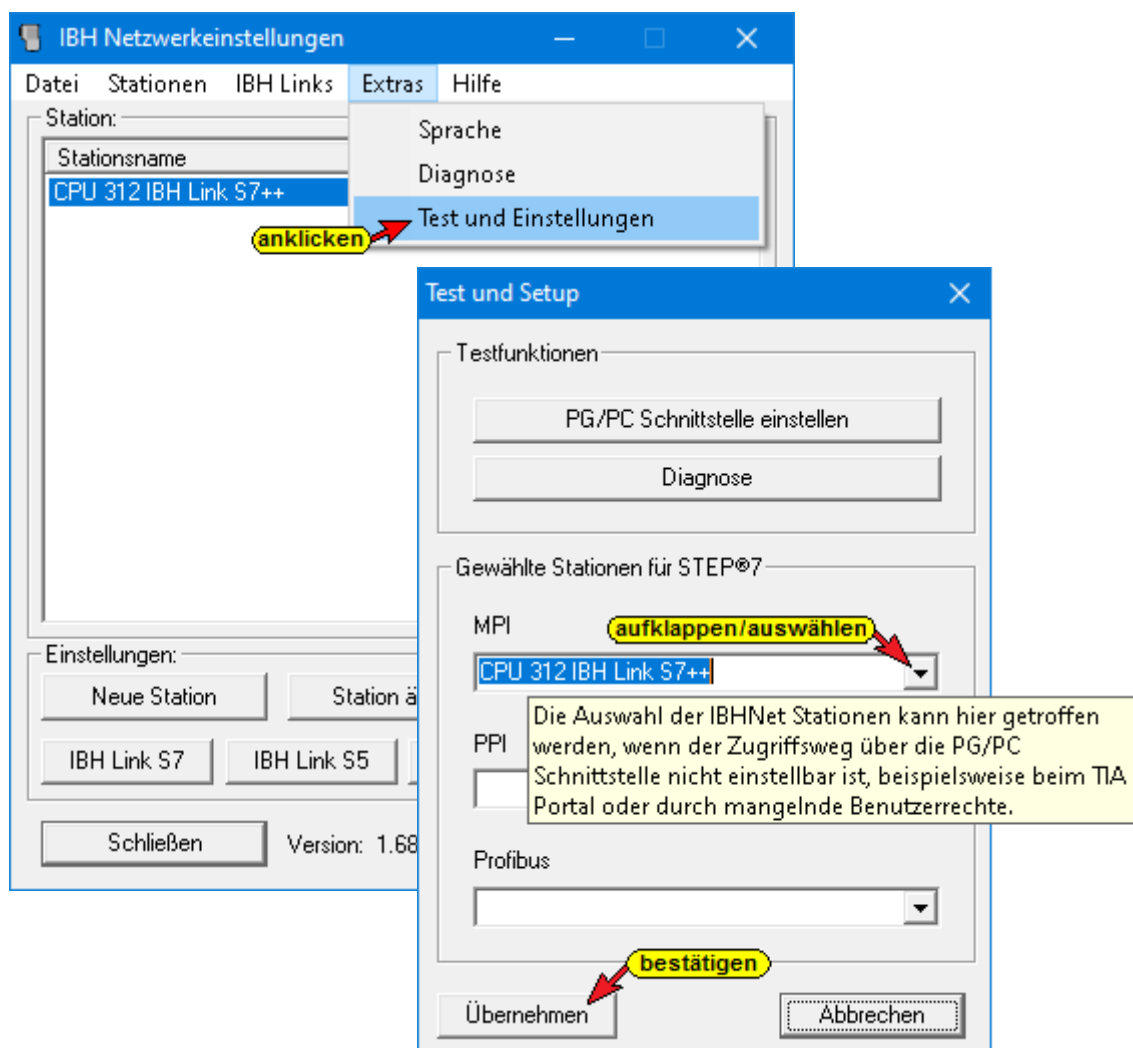 IBH Netzwerkeinstellungen
Datei Stationen IBH Links Extras Hilfe
Station:
Stationsname
CPU 312 IBH Link S7++
Sprache
Diagnose
Test und Einstellungen
anklicken
Test und Setup
Testfunktionen
PG/PC Schnittstelle einstellen
Diagnose
Gewählte Stationen für STEP®7
MPI
aufklappen/auswählen
CPU 312 IBH Link S7++
Die Auswahl der IBHNet Stationen kann hier getroffen
werden, wenn der Zugriffsweg über die PG/PC
Schnittstelle nicht einstellbar ist, beispielsweise beim TIA
Portal oder durch mangelnde Benutzerrechte.
PPI
Profibus
bestätigen
Übernehmen Abbrechen
Einstellungen:
Neue Station Station ä
IBH Link S7 IBH Link S5
Schließen Version: 1.68